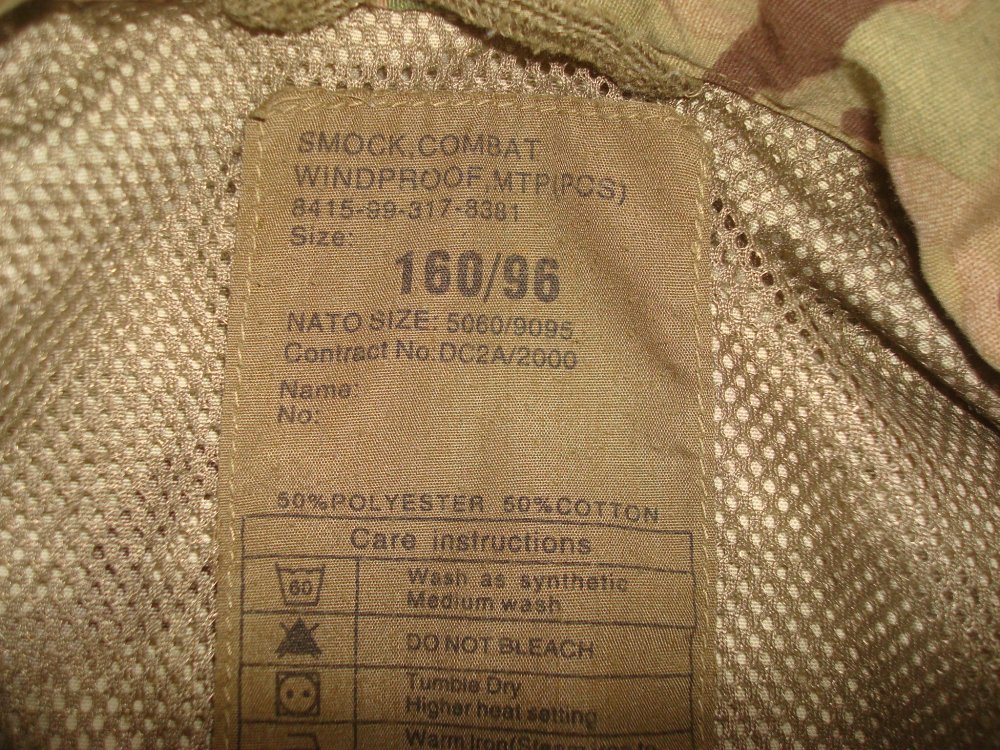 SMOCK,COMBAT
WINDPROOF,MTP(PCS)
8415-99-317-8381
Size:
160/96
NATO SIZE: 5060/9095.
Contract No.DC2A/2000
Name:
No:
50%POLYESTER 50%COTTON
Care instructions
60
Wash as synthetic
Medium wash
DO NOT BLEACH
Tumble Dry
Higher heat setting
Warm Iron